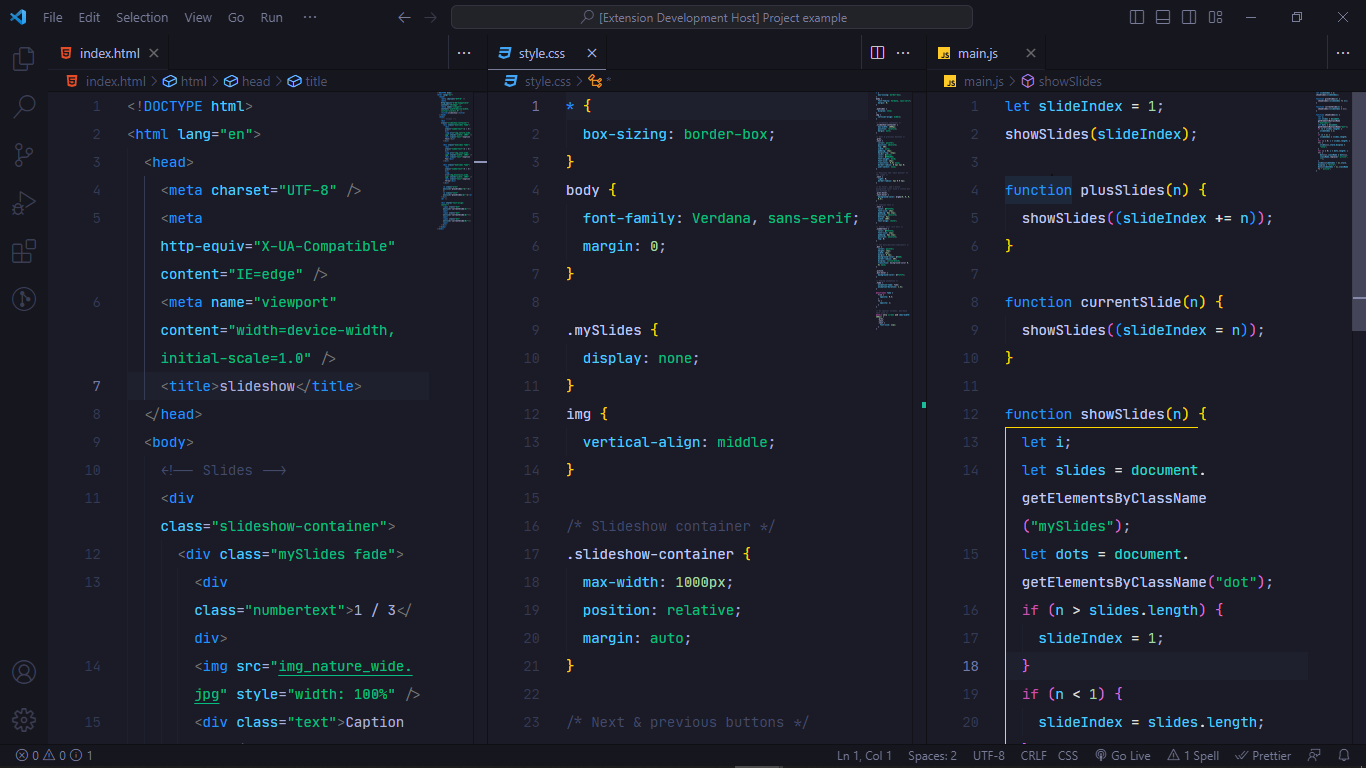 File Edit Selection View Go Run ···
[Extension Development Host] Project example
index.html
index.html > html > head > title
1 <!DOCTYPE html>
2 <html lang="en">
3 <head>
4 <meta charset="UTF-8" />
5 <meta
http-equiv="X-UA-Compatible"
content="IE=edge" />
6 <meta name="viewport"
content="width=device-width,
initial-scale=1.0" />
7 <title>slideshow</title>
8 </head>
9 <body>
10 <!-- Slides -->
11 <div
class="slideshow-container">
12 <div class="mySlides fade">
13 <div
class="numbertext">1 / 3</
div>
14 <img src="img_nature_wide.
jpg" style="width: 100%" />
15 <div class="text">Caption
style.css
style.css > *
1 * {
2 box-sizing: border-box;
3 }
4 body {
5 font-family: Verdana, sans-serif;
6 margin: 0;
7 }
8
9 .mySlides {
10 display: none;
11 }
12 img {
13 vertical-align: middle;
14 }
15
16 /* Slideshow container */
17 .slideshow-container {
18 max-width: 1000px;
19 position: relative;
20 margin: auto;
21 }
22
23 /* Next & previous buttons */
main.js
main.js > showSlides
1 let slideIndex = 1;
2 showSlides(slideIndex);
3
4 function plusSlides(n) {
5 showSlides((slideIndex += n));
6 }
7
8 function currentSlide(n) {
9 showSlides((slideIndex = n));
10 }
11
12 function showSlides(n) {
13 let i;
14 let slides = document.
getElementsByClassName
("mySlides");
15 let dots = document.
getElementsByClassName("dot");
16 if (n > slides.length) {
17 slideIndex = 1;
18 }
19 if (n < 1) {
20 slideIndex = slides.length;
0 0 1 Ln 1, Col 1 Spaces: 2 UTF-8 CRLF CSS Go Live 1 Spell Prettier